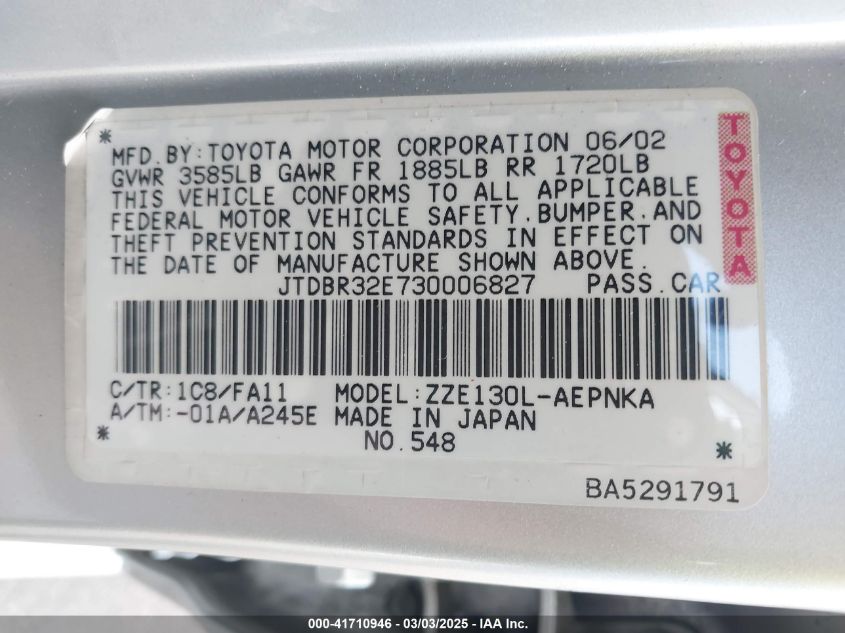 MFD.BY:TOYOTA MOTOR CORPORATION 06/02
GVWR 3585LB GAWR FR 1885LB RR 1720LB
THIS VEHICLE CONFORMS TO ALL APPLICABLE
FEDERAL MOTOR VEHICLE SAFETY,BUMPER,AND
THEFT PREVENTION STANDARDS IN EFFECT ON
THE DATE OF MANUFACTURE SHOWN ABOVE.
JTDBR32E730006827 PASS.CAR
C/TR:1C8/FA11 MODEL:ZZE130L-AEPNKA
A/TM:-01A/A245E MADE IN JAPAN
NO.548
BA5291791
TOYOTA
000-41710946 - 03/03/2025 - IAA Inc.